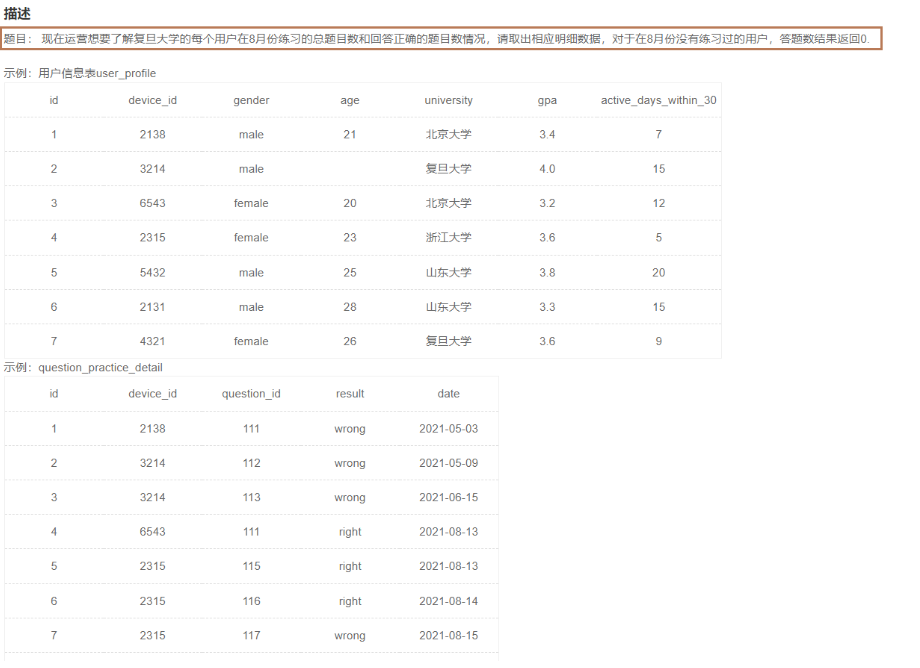 描述
题目： 现在运营想要了解复旦大学的每个用户在8月份练习的总题目数和回答正确的题目数情况，请取出相应明细数据，对于在8月份没有练习过的用户，答题数结果返回0.
示例：用户信息表user_profile
id device_id gender age university gpa active_days_within_30
1 2138 male 21 北京大学 3.4 7
2 3214 male 复旦大学 4.0 15
3 6543 female 20 北京大学 3.2 12
4 2315 female 23 浙江大学 3.6 5
5 5432 male 25 山东大学 3.8 20
6 2131 male 28 山东大学 3.3 15
7 4321 female 26 复旦大学 3.6 9
示例：question_practice_detail
id device_id question_id result date
1 2138 111 wrong 2021-05-03
2 3214 112 wrong 2021-05-09
3 3214 113 wrong 2021-06-15
4 6543 111 right 2021-08-13
5 2315 115 right 2021-08-13
6 2315 116 right 2021-08-14
7 2315 117 wrong 2021-08-15